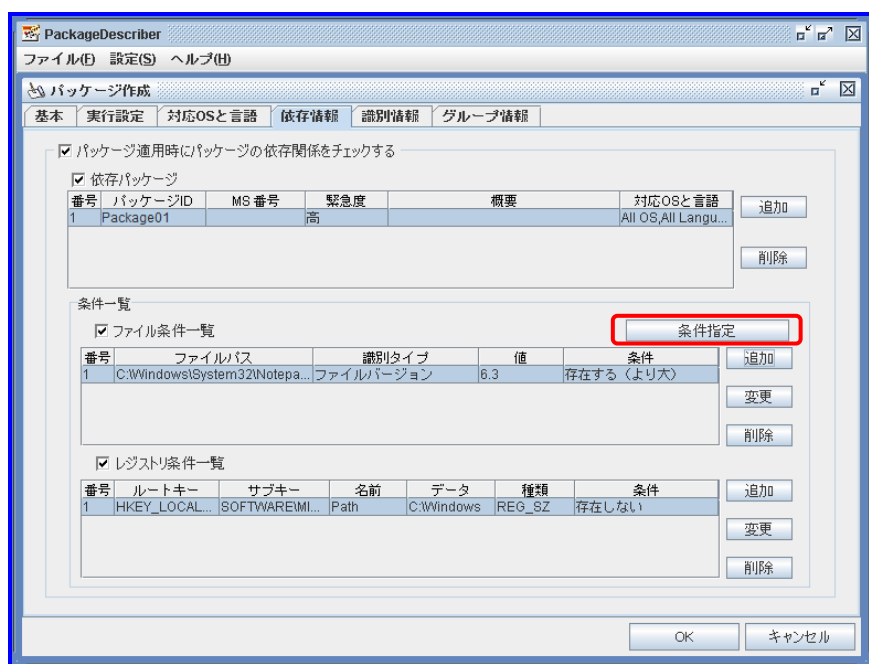 PackageDescriber
ファイル(F) 設定(S) ヘルプ(H)
パッケージ作成
基本 実行設定 対応OSと言語 依存情報 識別情報 グループ情報
パッケージ適用時にパッケージの依存関係をチェックする
依存パッケージ
番号 パッケージID MS 番号 緊急度 概要 対応OSと言語
1 Package01 高 All OS,All Langu...
追加
削除
条件一覧
ファイル条件一覧 条件指定
番号 ファイルパス 識別タイプ 値 条件
1 C:\Windows\System32\Notepa... ファイルバージョン 6.3 存在する（より大）
追加
変更
削除
レジストリ条件一覧
番号 ルートキー サブキー 名前 データ 種類 条件
1 HKEY_LOCAL... SOFTWARE\MI... Path C:\Windows REG_SZ 存在しない
追加
変更
削除
OK キャンセル